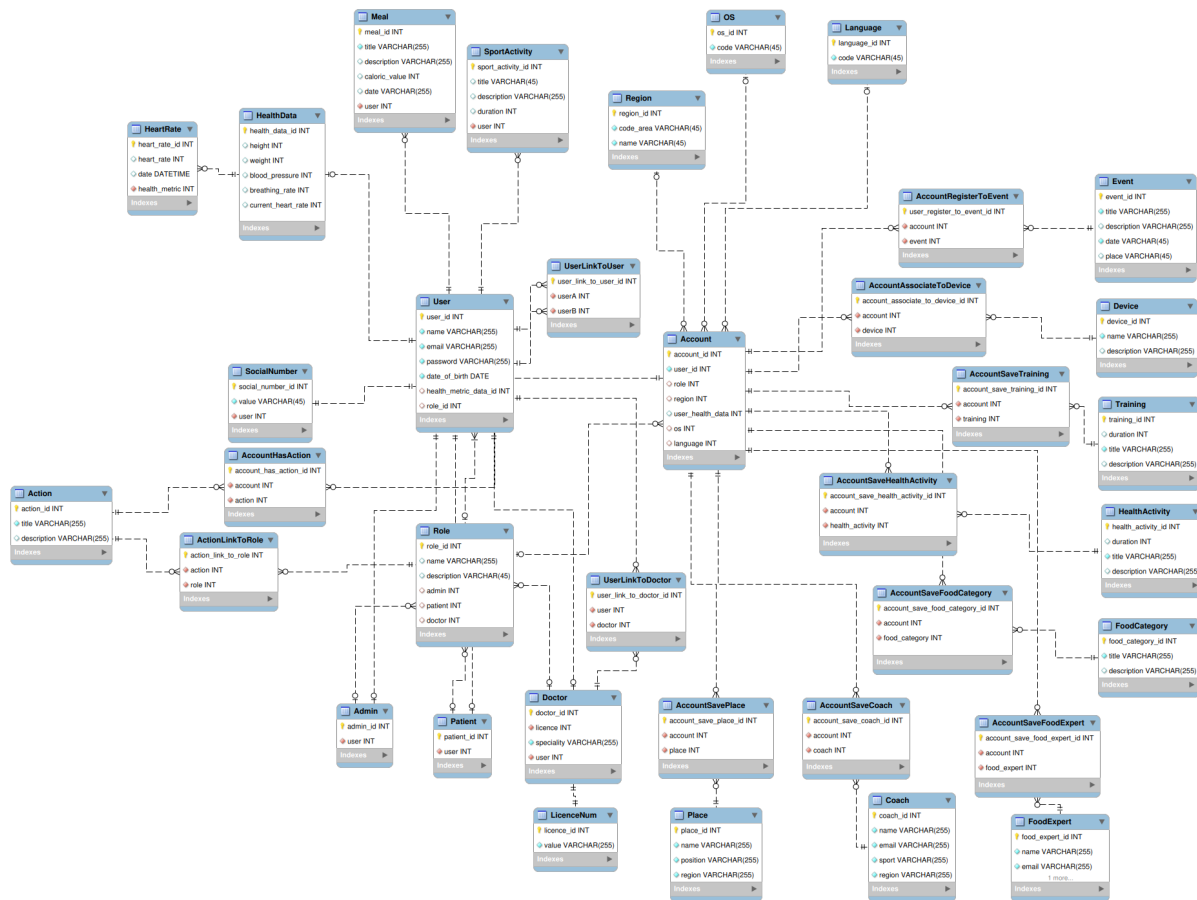 Meal
meal_id INT
title VARCHAR(255)
description VARCHAR(255)
caloric_value INT
date VARCHAR(255)
user INT
Indexes
SportActivity
sport_activity_id INT
title VARCHAR(45)
description VARCHAR(255)
duration INT
user INT
Indexes
OS
os_id INT
code VARCHAR(45)
Indexes
Language
language_id INT
code VARCHAR(45)
Indexes
Region
region_id INT
code_area VARCHAR(45)
name VARCHAR(45)
Indexes
HeartRate
heart_rate_id INT
heart_rate INT
date DATETIME
health_metric INT
Indexes
HealthData
health_data_id INT
height INT
weight INT
blood_pressure INT
breathing_rate INT
current_heart_rate INT
Indexes
AccountRegisterToEvent
user_register_to_event_id INT
account INT
event INT
Indexes
Event
event_id INT
title VARCHAR(255)
description VARCHAR(255)
date VARCHAR(45)
place VARCHAR(45)
Indexes
UserLinkToUser
user_link_to_user_id INT
userA INT
userB INT
Indexes
AccountAssociateToDevice
account_associate_to_device_id INT
account INT
device INT
Indexes
User
user_id INT
name VARCHAR(255)
email VARCHAR(255)
password VARCHAR(255)
date_of_birth DATE
health_metric_data_id INT
role_id INT
Indexes
Device
device_id INT
name VARCHAR(255)
description VARCHAR(255)
Indexes
Account
account_id INT
user_id INT
role INT
region INT
user_health_data INT
os INT
language INT
Indexes
SocialNumber
social_number_id INT
value VARCHAR(45)
user INT
Indexes
AccountSaveTraining
account_save_training_id INT
account INT
training INT
Indexes
Training
training_id INT
duration INT
title VARCHAR(255)
description VARCHAR(255)
Indexes
AccountHasAction
account_has_action_id INT
account INT
action INT
Indexes
Action
action_id INT
title VARCHAR(255)
description VARCHAR(255)
Indexes
AccountSaveHealthActivity
account_save_health_activity_id INT
account INT
health_activity INT
Indexes
HealthActivity
health_activity_id INT
duration INT
title VARCHAR(255)
description VARCHAR(255)
Indexes
ActionLinkToRole
action_link_to_role INT
action INT
role INT
Indexes
Role
role_id INT
name VARCHAR(255)
description VARCHAR(45)
admin INT
patient INT
doctor INT
Indexes
UserLinkToDoctor
user_link_to_doctor_id INT
user INT
doctor INT
Indexes
AccountSaveFoodCategory
account_save_food_category_id INT
account INT
food_category INT
Indexes
FoodCategory
food_category_id INT
title VARCHAR(255)
description VARCHAR(255)
Indexes
Admin
admin_id INT
user INT
Indexes
Patient
patient_id INT
user INT
Indexes
Doctor
doctor_id INT
licence INT
speciality VARCHAR(255)
user INT
Indexes
AccountSavePlace
account_save_place_id INT
account INT
place INT
Indexes
AccountSaveCoach
account_save_coach_id INT
account INT
coach INT
Indexes
AccountSaveFoodExpert
account_save_food_expert_id INT
account INT
food_expert INT
Indexes
LicenceNum
licence_id INT
value VARCHAR(255)
Indexes
Place
place_id INT
name VARCHAR(255)
position VARCHAR(255)
region VARCHAR(255)
Indexes
Coach
coach_id INT
name VARCHAR(255)
email VARCHAR(255)
sport VARCHAR(255)
region VARCHAR(255)
Indexes
FoodExpert
food_expert_id INT
name VARCHAR(255)
email VARCHAR(255)
1 more...
Indexes